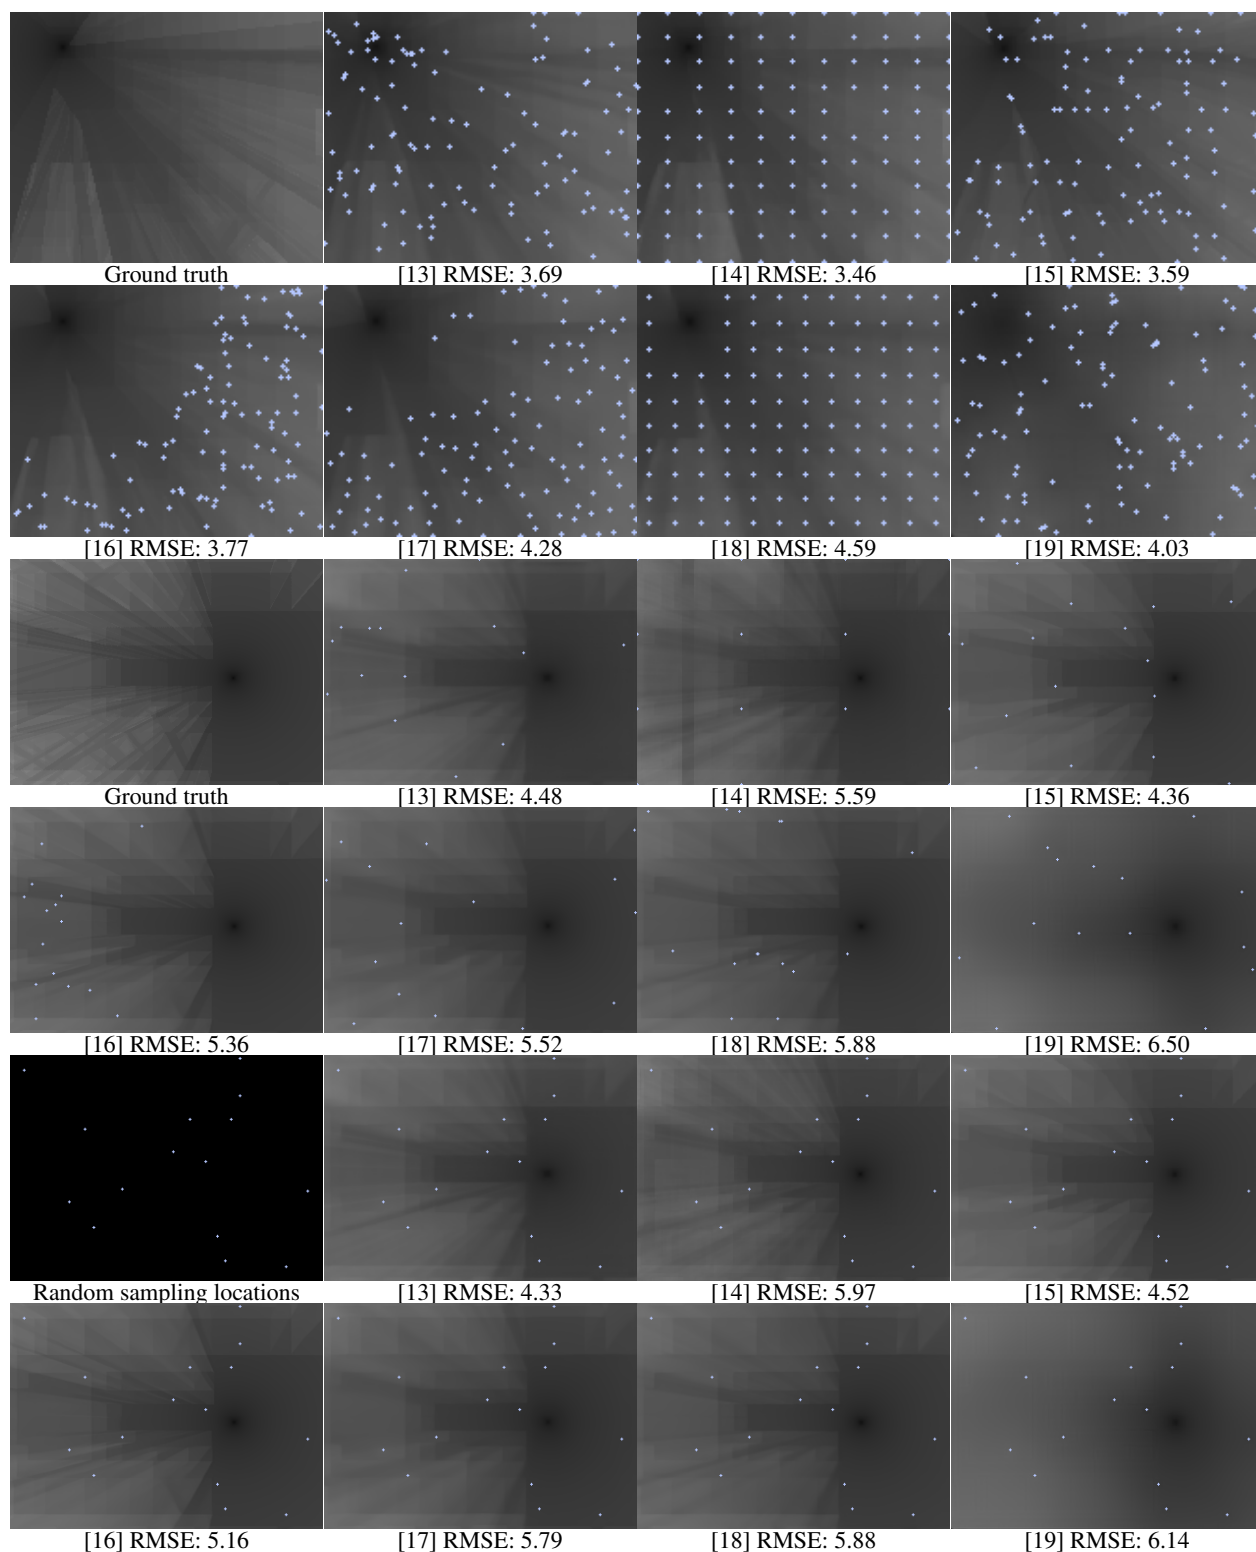 Ground truth [13] RMSE: 3.69 [14] RMSE: 3.46 [15] RMSE: 3.59
[16] RMSE: 3.77 [17] RMSE: 4.28 [18] RMSE: 4.59 [19] RMSE: 4.03
Ground truth [13] RMSE: 4.48 [14] RMSE: 5.59 [15] RMSE: 4.36
[16] RMSE: 5.36 [17] RMSE: 5.52 [18] RMSE: 5.88 [19] RMSE: 6.50
Random sampling locations [13] RMSE: 4.33 [14] RMSE: 5.97 [15] RMSE: 4.52
[16] RMSE: 5.16 [17] RMSE: 5.79 [18] RMSE: 5.88 [19] RMSE: 6.14